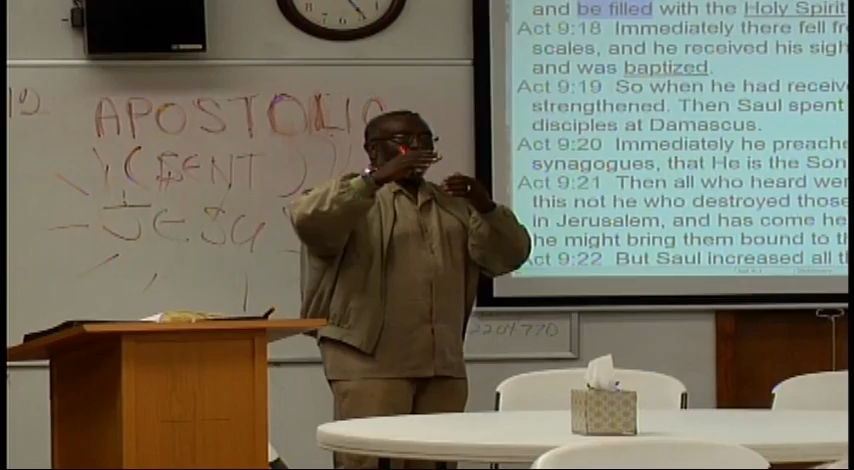 APOSTOLIC
(SENT)
JESU
2204770
and be filled with the Holy Spirit
Act 9:18 Immediately there fell fr
scales, and he received his sigh
and was baptized.
Act 9:19 So when he had receiv
strengthened. Then Saul spent
disciples at Damascus.
Act 9:20 Immediately he preache
synagogues, that He is the Son
Act 9:21 Then all who heard wer
this not he who destroyed those
in Jerusalem, and has come he
he might bring them bound to th
Act 9:22 But Saul increased all t